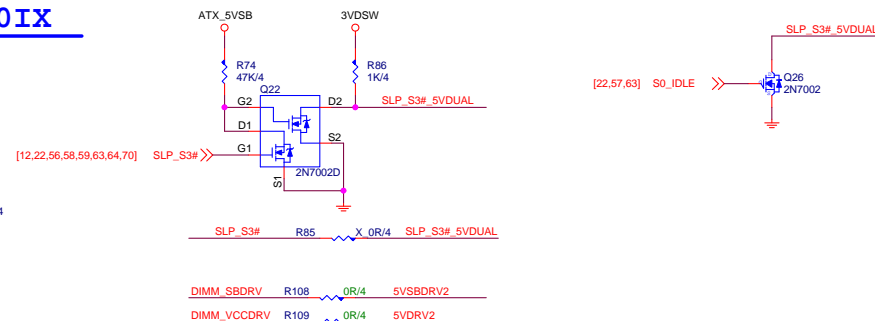 0IX
ATX_5VSB
3VDSW
SLP_S3#_5VDUAL
R74
47K/4
R86
1K/4
[22,57,63] S0_IDLE
Q26
2N7002
Q22
G2
D2
SLP_S3#_5VDUAL
D1
S2
[12,22,56,58,59,63,64,70] SLP_S3#
G1
S1
2N7002D
4
SLP_S3# R85 X_0R/4 SLP_S3#_5VDUAL
DIMM_SBDRV R108 0R/4 5VSBDRV2
DIMM_VCCDRV R109 0R/4 5VDRV2